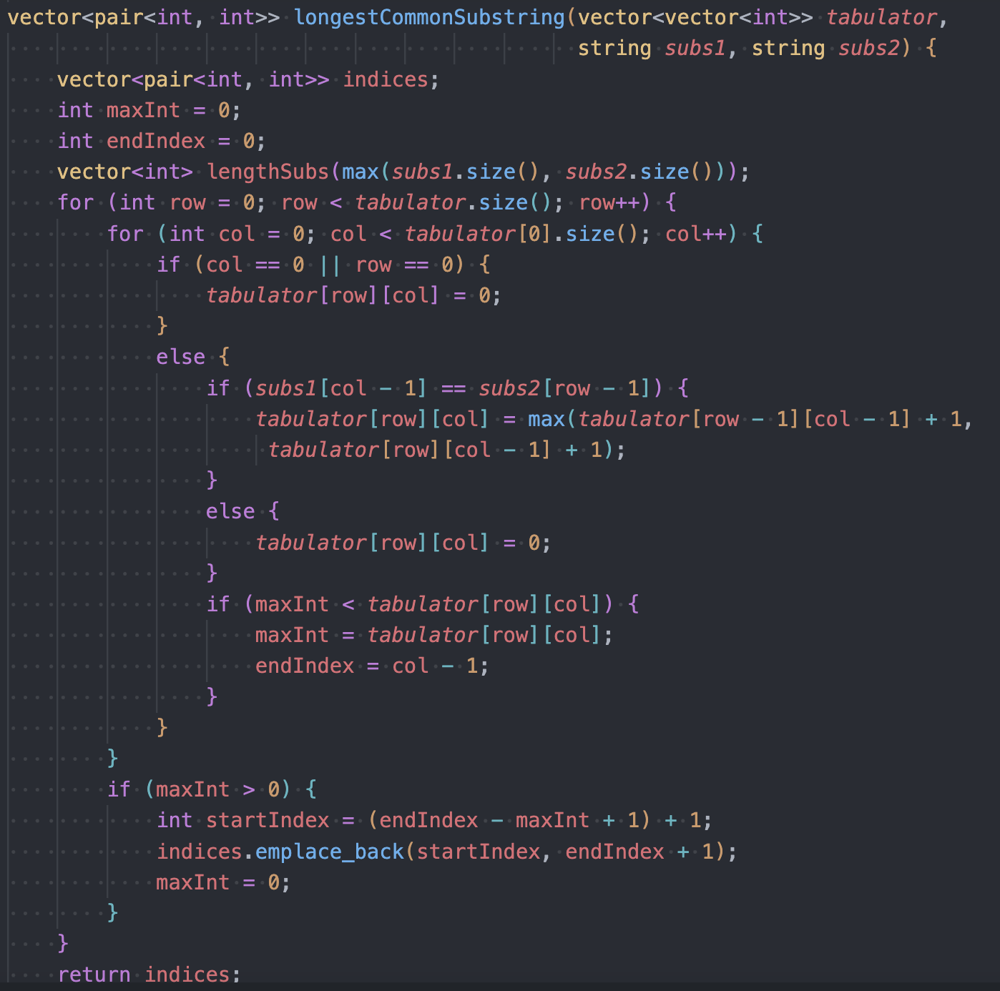 vector<pair<int, int>> longestCommonSubstring(vector<vector<int>> tabulator,
string subs1, string subs2) {
vector<pair<int, int>> indices;
int maxInt = 0;
int endIndex = 0;
vector<int> lengthSubs(max(subs1.size(), subs2.size()));
for (int row = 0; row < tabulator.size(); row++) {
for (int col = 0; col < tabulator[0].size(); col++) {
if (col == 0 || row == 0) {
tabulator[row][col] = 0;
}
else {
if (subs1[col - 1] == subs2[row - 1]) {
tabulator[row][col] = max(tabulator[row - 1][col - 1] + 1,
tabulator[row][col - 1] + 1);
}
else {
tabulator[row][col] = 0;
}
if (maxInt < tabulator[row][col]) {
maxInt = tabulator[row][col];
endIndex = col - 1;
}
}
}
if (maxInt > 0) {
int startIndex = (endIndex - maxInt + 1) + 1;
indices.emplace_back(startIndex, endIndex + 1);
maxInt = 0;
}
}
return indices;